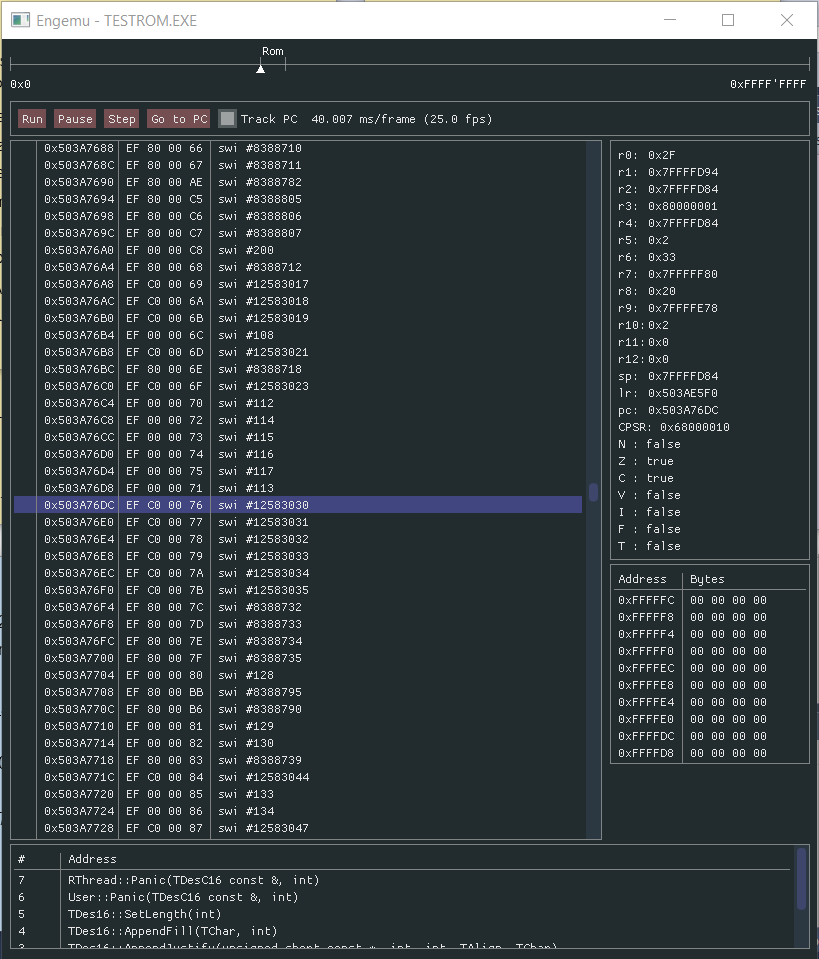 Engemu - TESTROM.EXE
Rom
0x0 0xFFFF'FFFF
Run Pause Step Go to PC Track PC 40.007 ms/frame (25.0 fps)
0x503A7688 EF 80 00 66 swi #8388710
0x503A768C EF 80 00 67 swi #8388711
0x503A7690 EF 80 00 AE swi #8388782
0x503A7694 EF 80 00 C5 swi #8388805
0x503A7698 EF 80 00 C6 swi #8388806
0x503A769C EF 80 00 C7 swi #8388807
0x503A76A0 EF 00 00 C8 swi #200
0x503A76A4 EF 80 00 68 swi #8388712
0x503A76A8 EF C0 00 69 swi #12583017
0x503A76AC EF C0 00 6A swi #12583018
0x503A76B0 EF C0 00 6B swi #12583019
0x503A76B4 EF 00 00 6C swi #108
0x503A76B8 EF C0 00 6D swi #12583021
0x503A76BC EF 80 00 6E swi #8388718
0x503A76C0 EF C0 00 6F swi #12583023
0x503A76C4 EF 00 00 70 swi #112
0x503A76C8 EF 00 00 72 swi #114
0x503A76CC EF 00 00 73 swi #115
0x503A76D0 EF 00 00 74 swi #116
0x503A76D4 EF 00 00 75 swi #117
0x503A76D8 EF 00 00 71 swi #113
0x503A76DC EF C0 00 76 swi #12583030
0x503A76E0 EF C0 00 77 swi #12583031
0x503A76E4 EF C0 00 78 swi #12583032
0x503A76E8 EF C0 00 79 swi #12583033
0x503A76EC EF C0 00 7A swi #12583034
0x503A76F0 EF C0 00 7B swi #12583035
0x503A76F4 EF 80 00 7C swi #8388732
0x503A76F8 EF 80 00 7D swi #8388733
0x503A76FC EF 80 00 7E swi #8388734
0x503A7700 EF 80 00 7F swi #8388735
0x503A7704 EF 00 00 80 swi #128
0x503A7708 EF 80 00 BB swi #8388795
0x503A770C EF 80 00 B6 swi #8388790
0x503A7710 EF 00 00 81 swi #129
0x503A7714 EF 00 00 82 swi #130
0x503A7718 EF 80 00 83 swi #8388739
0x503A771C EF C0 00 84 swi #12583044
0x503A7720 EF 00 00 85 swi #133
0x503A7724 EF 00 00 86 swi #134
0x503A7728 EF C0 00 87 swi #12583047
r0: 0x2F
r1: 0x7FFFFD94
r2: 0x7FFFFD84
r3: 0x80000001
r4: 0x7FFFFD84
r5: 0x2
r6: 0x33
r7: 0x7FFFFF80
r8: 0x20
r9: 0x7FFFFE78
r10:0x2
r11:0x0
r12:0x0
sp: 0x7FFFFD84
lr: 0x503AE5F0
pc: 0x503A76DC
CPSR: 0x68000010
N : false
Z : true
C : true
V : false
I : false
F : false
T : false
Address Bytes
0xFFFFFC 00 00 00 00
0xFFFFF8 00 00 00 00
0xFFFFF4 00 00 00 00
0xFFFFF0 00 00 00 00
0xFFFFEC 00 00 00 00
0xFFFFE8 00 00 00 00
0xFFFFE4 00 00 00 00
0xFFFFE0 00 00 00 00
0xFFFFDC 00 00 00 00
0xFFFFD8 00 00 00 00
# Address
7 RThread::Panic(TDesC16 const &, int)
6 User::Panic(TDesC16 const &, int)
5 TDes16::SetLength(int)
4 TDes16::AppendFill(TChar, int)
3 TDes16::AppendJustify(unsigned short const *, int, int, TAlign, TChar)